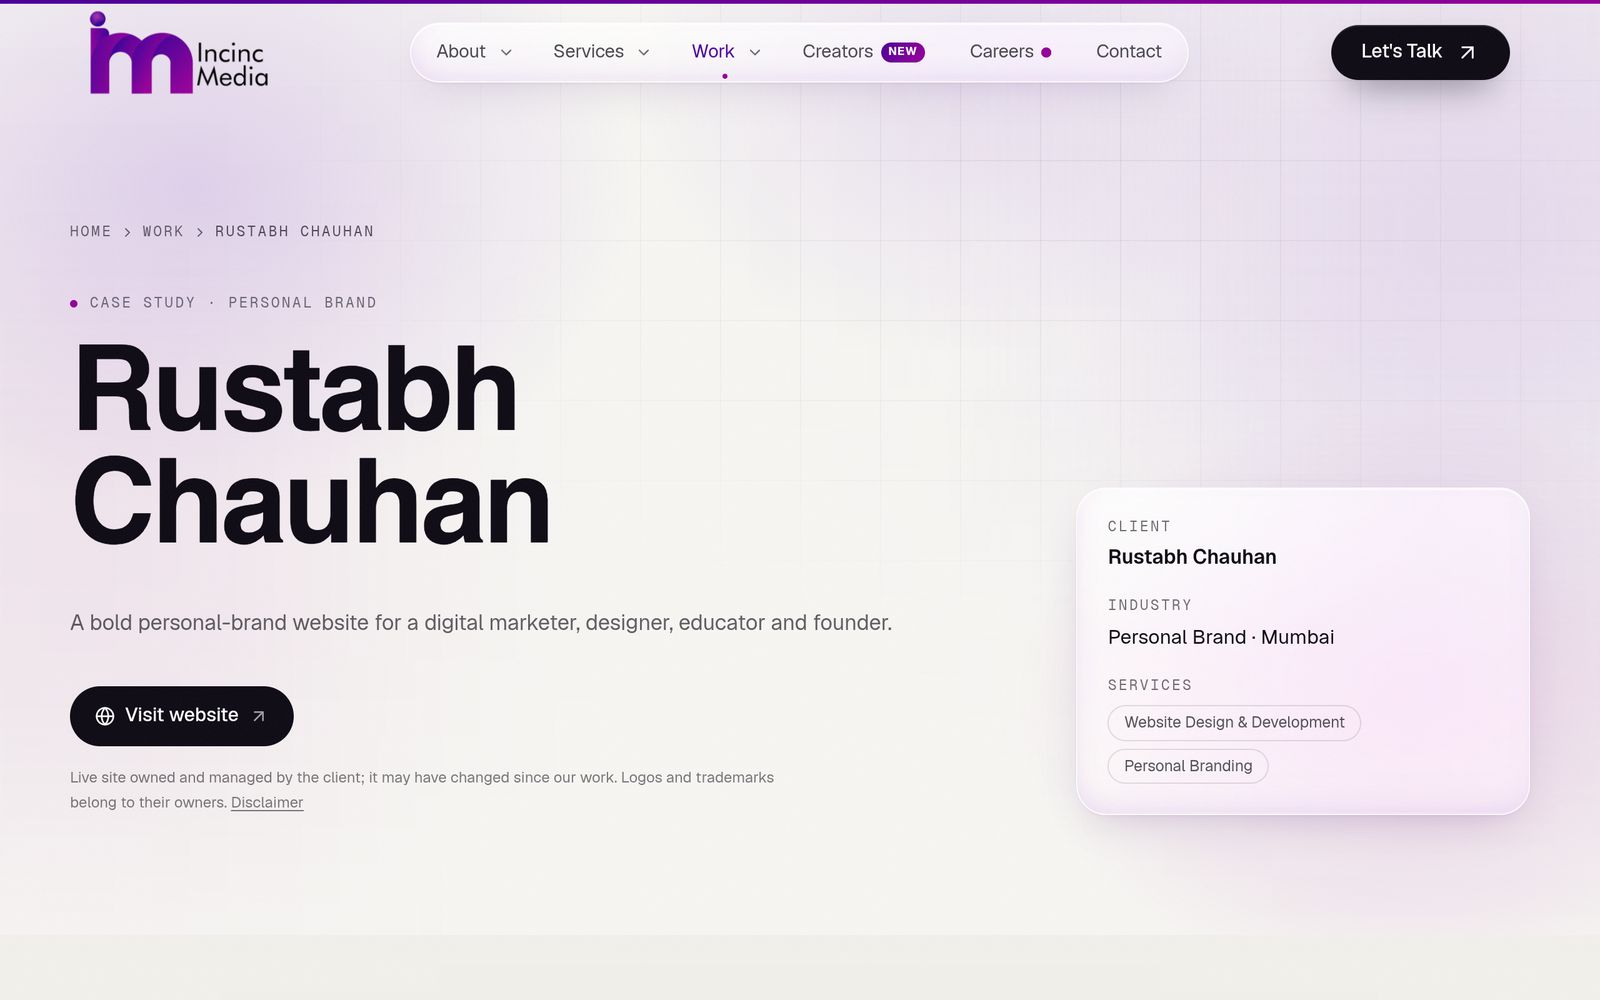 Incinc
Media
About
Services
Work
Creators NEW
Careers
Contact
Let's Talk
HOME > WORK > RUSTABH CHAUHAN
CASE STUDY · PERSONAL BRAND
Rustabh
Chauhan
A bold personal-brand website for a digital marketer, designer, educator and founder.
Visit website
Live site owned and managed by the client; it may have changed since our work. Logos and trademarks
belong to their owners. Disclaimer
CLIENT
Rustabh Chauhan
INDUSTRY
Personal Brand · Mumbai
SERVICES
Website Design & Development
Personal Branding